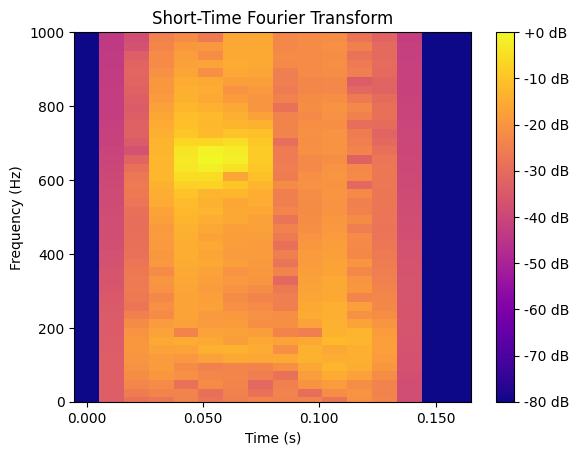 Short-Time Fourier Transform
Frequency (Hz)
1000
800
600
400
200
0
0.000
0.050
0.100
0.150
Time (s)
+0 dB
-10 dB
-20 dB
-30 dB
-40 dB
-50 dB
-60 dB
-70 dB
-80 dB